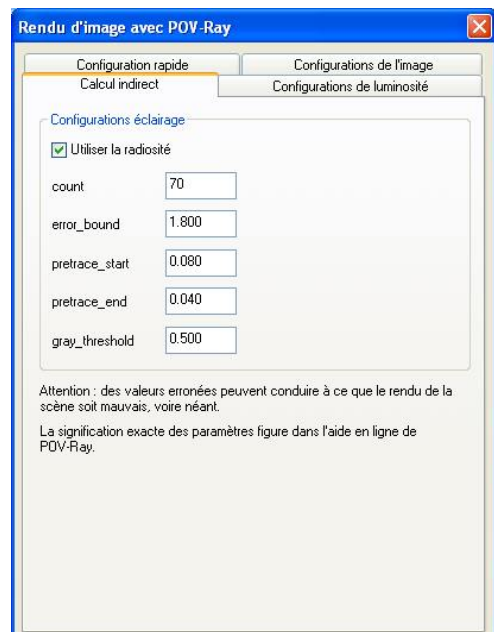 Rendu d'image avec POV-Ray
Configuration rapide
Configurations de l'image
Calcul indirect
Configurations de luminosité
Configurations éclairage
Utiliser la radiosité
count 70
error_bound 1.800
pretrace_start 0.080
pretrace_end 0.040
gray_threshold 0.500
Attention : des valeurs erronées peuvent conduire à ce que le rendu de la
scène soit mauvais, voire néant.
La signification exacte des paramètres figure dans l'aide en ligne de
POV-Ray.